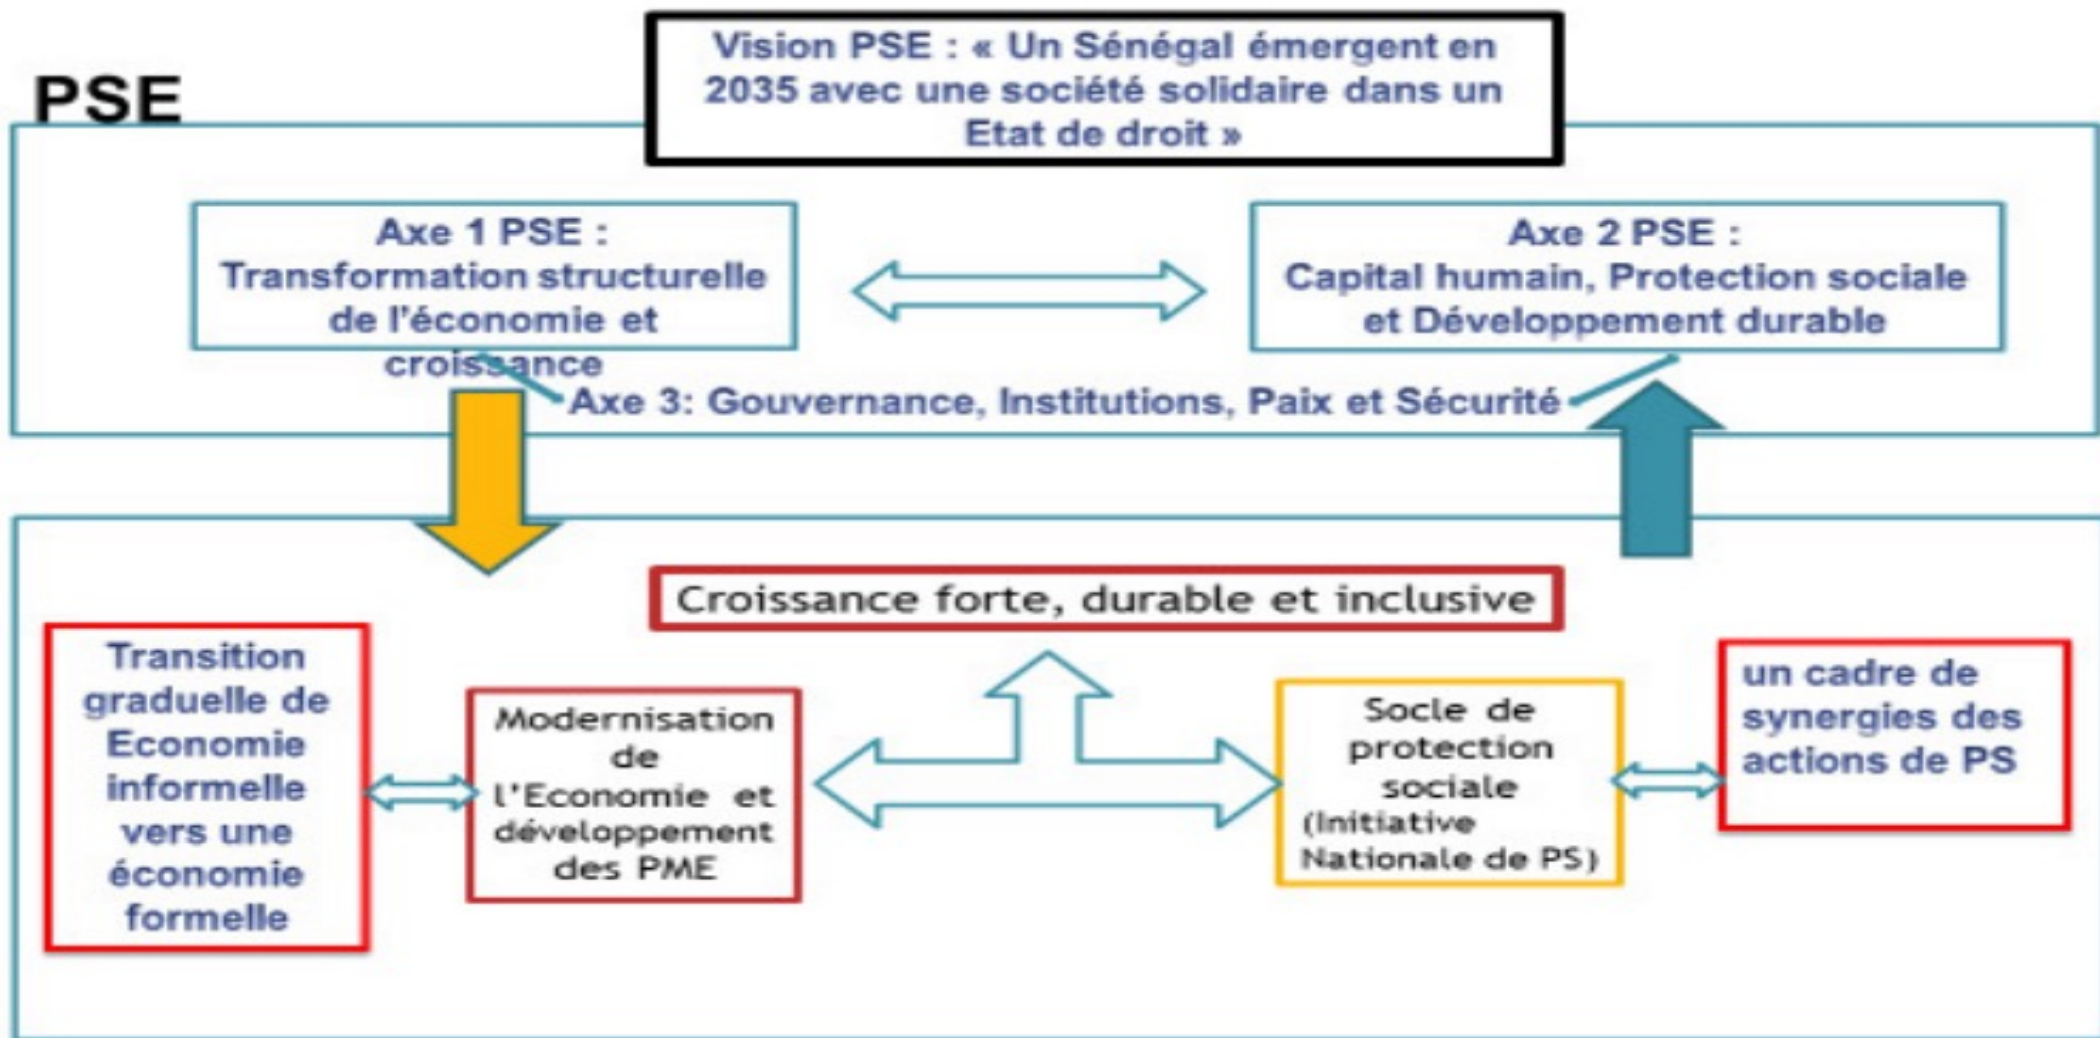 PSE
Vision PSE : « Un Sénégal émergent en
2035 avec une société solidaire dans un
Etat de droit »
Axe 1 PSE :
Transformation structurelle
de l'économie et
croissance
Axe 2 PSE :
Capital humain, Protection sociale
et Développement durable
Axe 3: Gouvernance, Institutions, Paix et Sécurité
Croissance forte, durable et inclusive
Transition
graduelle de
Economie
informelle
vers une
économie
formelle
Modernisation
de
l'Economie et
développement
des PME
Socle de
protection
sociale
(Initiative
Nationale de PS)
un cadre de
synergies des
actions de PS